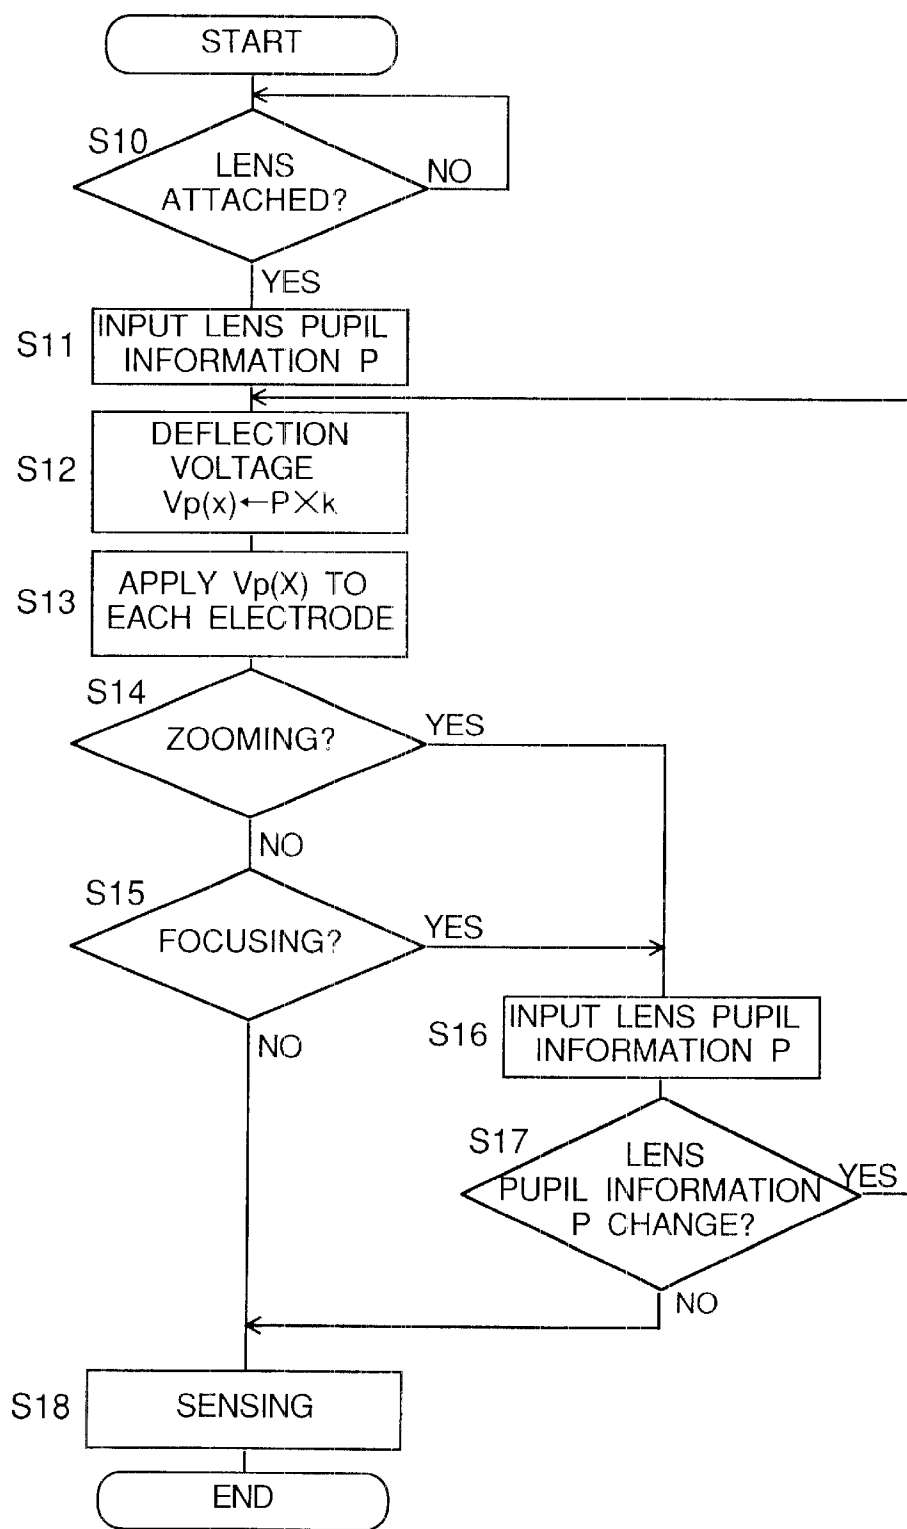 START
S10
LENS
ATTACHED?
NO
YES
S11
INPUT LENS PUPIL
INFORMATION P
S12
DEFLECTION
VOLTAGE
Vp(x)←P×k
S13
APPLY Vp(X) TO
EACH ELECTRODE
S14
ZOOMING?
YES
NO
S15
FOCUSING?
YES
NO
S16
INPUT LENS PUPIL
INFORMATION P
S17
LENS
PUPIL INFORMATION
P CHANGE?
YES
NO
S18
SENSING
END